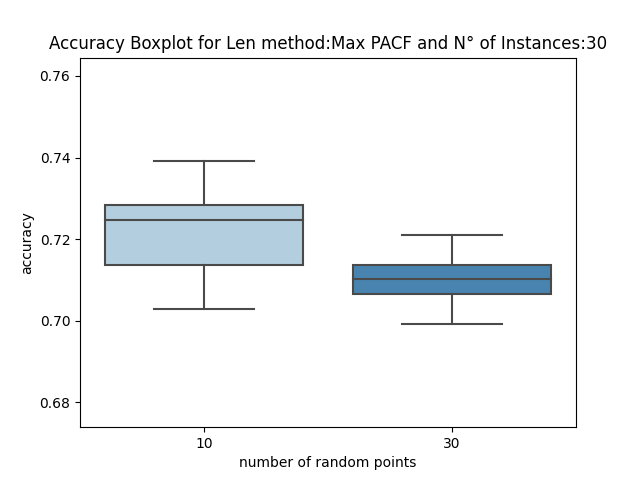 Accuracy Boxplot for Len method:Max PACF and N° of Instances:30
0.76
0.74
0.72
0.70
0.68
accuracy
10
30
number of random points